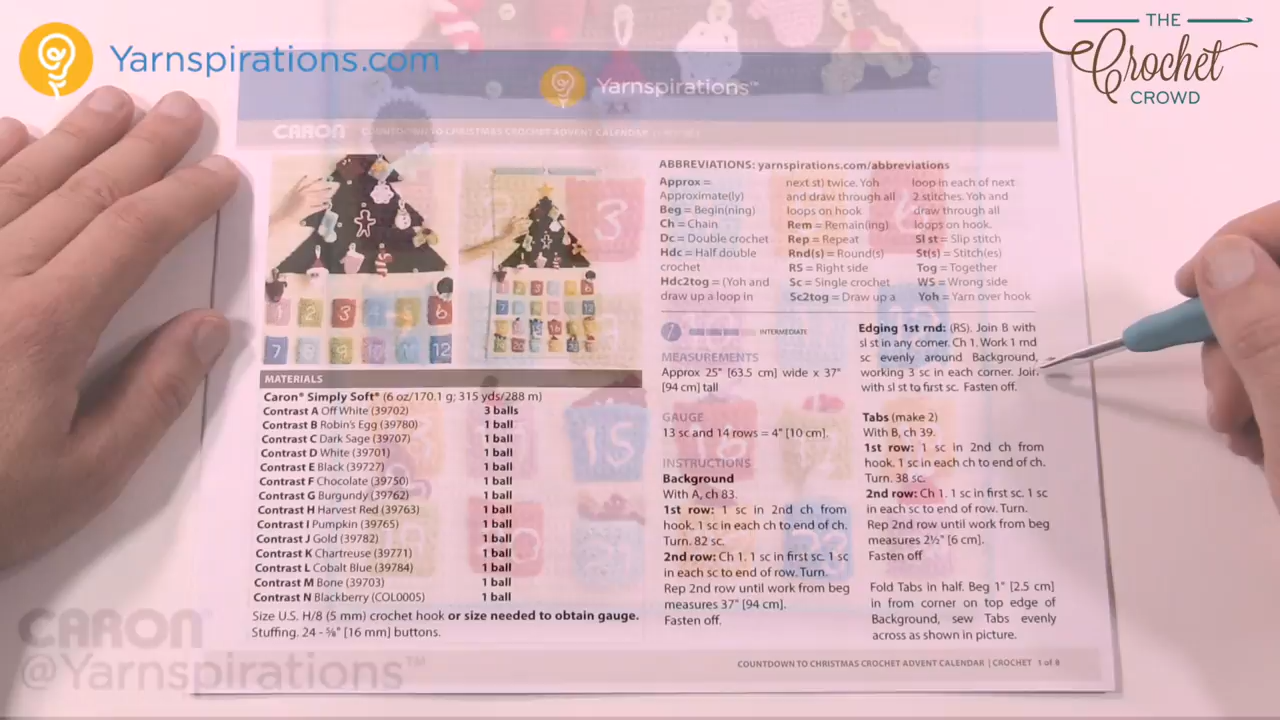 Yarnspirations.com
THE
Crochet
CROWD
Yarnspirations™
CARON COUNTDOWN TO CHRISTMAS CROCHET ADVENT CALENDAR
MATERIALS
Caron® Simply Soft® (6 oz/170.1 g; 315 yds/288 m)
Contrast A Off White (39702) 3 balls
Contrast B Robin's Egg (39780) 1 ball
Contrast C Dark Sage (39707) 1 ball
Contrast D White (39701) 1 ball
Contrast E Black (39727) 1 ball
Contrast F Chocolate (39750) 1 ball
Contrast G Burgundy (39762) 1 ball
Contrast H Harvest Red (39763) 1 ball
Contrast I Pumpkin (39765) 1 ball
Contrast J Gold (39782) 1 ball
Contrast K Chartreuse (39771) 1 ball
Contrast L Cobalt Blue (39784) 1 ball
Contrast M Bone (39703) 1 ball
Contrast N Blackberry (COL0005) 1 ball
Size U.S. H/8 (5 mm) crochet hook or size needed to obtain gauge.
Stuffing. 24 - ⅝" [16 mm] buttons.
ABBREVIATIONS: yarnspirations.com/abbreviations
Approx =
Approximate(ly)
Beg = Begin(ning)
Ch = Chain
Dc = Double crochet
Hdc = Half double
crochet
Hdc2tog = (Yoh and
draw up a loop in
next st) twice. Yoh
and draw through all
loops on hook
Rem = Remain(ing)
Rep = Repeat
Rnd(s) = Round(s)
RS = Right side
Sc = Single crochet
Sc2tog = Draw up a
loop in each of next
2 stitches. Yoh and
draw through all
loops on hook.
Sl st = Slip stitch
St(s) = Stitch(es)
Tog = Together
WS = Wrong side
Yoh = Yarn over hook
INTERMEDIATE
MEASUREMENTS
Approx 25" [63.5 cm] wide x 37"
[94 cm] tall
GAUGE
13 sc and 14 rows = 4" [10 cm].
INSTRUCTIONS
Background
With A, ch 83.
1st row: 1 sc in 2nd ch from
hook. 1 sc in each ch to end of ch.
Turn. 82 sc.
2nd row: Ch 1. 1 sc in first sc. 1 sc
in each sc to end of row. Turn.
Rep 2nd row until work from beg
measures 37" [94 cm].
Fasten off.
Edging 1st rnd: (RS). Join B with
sl st in any corner. Ch 1. Work 1 rnd
sc evenly around Background,
working 3 sc in each corner. Join
with sl st to first sc. Fasten off.
Tabs (make 2)
With B, ch 39.
1st row: 1 sc in 2nd ch from
hook. 1 sc in each ch to end of ch.
Turn. 38 sc.
2nd row: Ch 1. 1 sc in first sc. 1 sc
in each sc to end of row. Turn.
Rep 2nd row until work from beg
measures 2½" [6 cm].
Fasten off
Fold Tabs in half. Beg 1" [2.5 cm]
in from corner on top edge of
Background, sew Tabs evenly
across as shown in picture.
COUNTDOWN TO CHRISTMAS CROCHET ADVENT CALENDAR | CROCHET 1 of 8
1 2 3 4 5 6
7 8 9 10 11 12
3
15
16
23
CARON
@Yarnspirations™